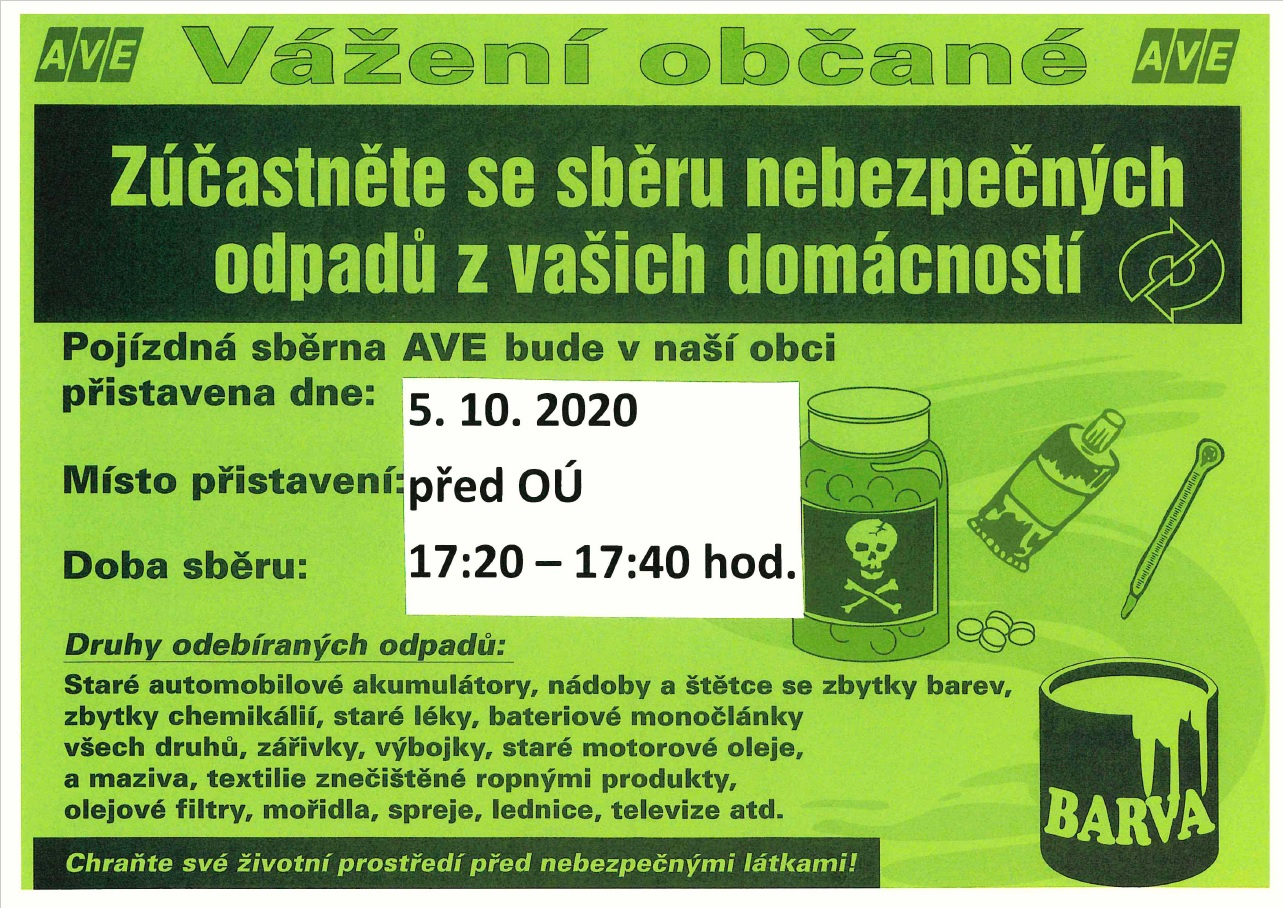 AVE Vážení občané AVE
Zúčastněte se sběru nebezpečných
odpadů z vašich domácností
Pojízdná sběrna AVE bude v naší obci
přistavena dne: 5. 10. 2020
Místo přistavení: před OÚ
Doba sběru: 17:20 – 17:40 hod.
Druhy odebíraných odpadů:
Staré automobilové akumulátory, nádoby a štětce se zbytky barev,
zbytky chemikálií, staré léky, bateriové monočlánky
všech druhů, zářivky, výbojky, staré motorové oleje,
a maziva, textilie znečištěné ropnými produkty,
olejové filtry, mořidla, spreje, lednice, televize atd.
BARVA
Chraňte své životní prostředí před nebezpečnými látkami!